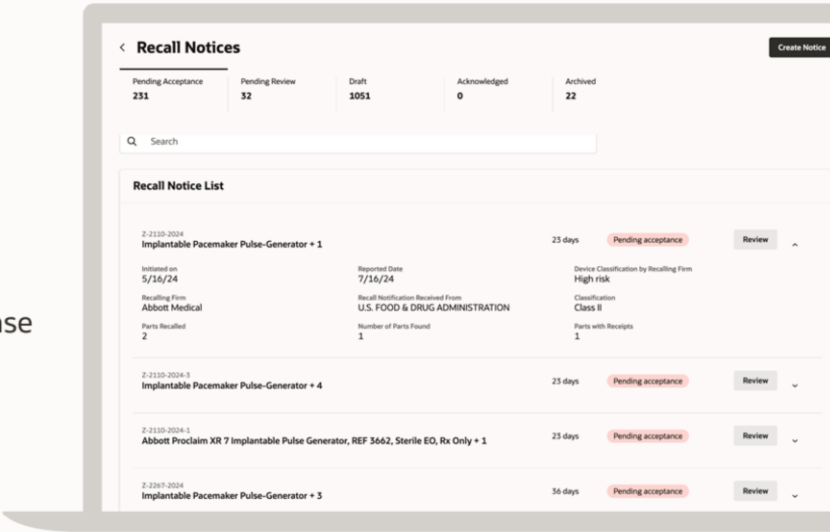 Recall Notices
Create Notice
Pending Acceptance
231
Pending Review
32
Draft
1051
Acknowledged
0
Archived
22
Search
Recall Notice List
Z-2110-2024
Implantable Pacemaker Pulse-Generator + 1
23 days
Pending acceptance
Review
Initiated on
5/16/24
Reported Date
7/16/24
Device Classification by Recalling Firm
High risk
Recalling Firm
Abbott Medical
Recall Notification Received From
U.S. FOOD & DRUG ADMINISTRATION
Classification
Class II
Parts Recalled
2
Number of Parts Found
1
Parts with Receipts
1
nse
Z-2110-2024-3
Implantable Pacemaker Pulse-Generator + 4
23 days
Pending acceptance
Review
Z-2110-2024-1
Abbott Proclaim XR 7 Implantable Pulse Generator, REF 3662, Sterile EO, Rx Only + 1
23 days
Pending acceptance
Review
Z-2267-2024
Implantable Pacemaker Pulse-Generator + 3
36 days
Pending acceptance
Review